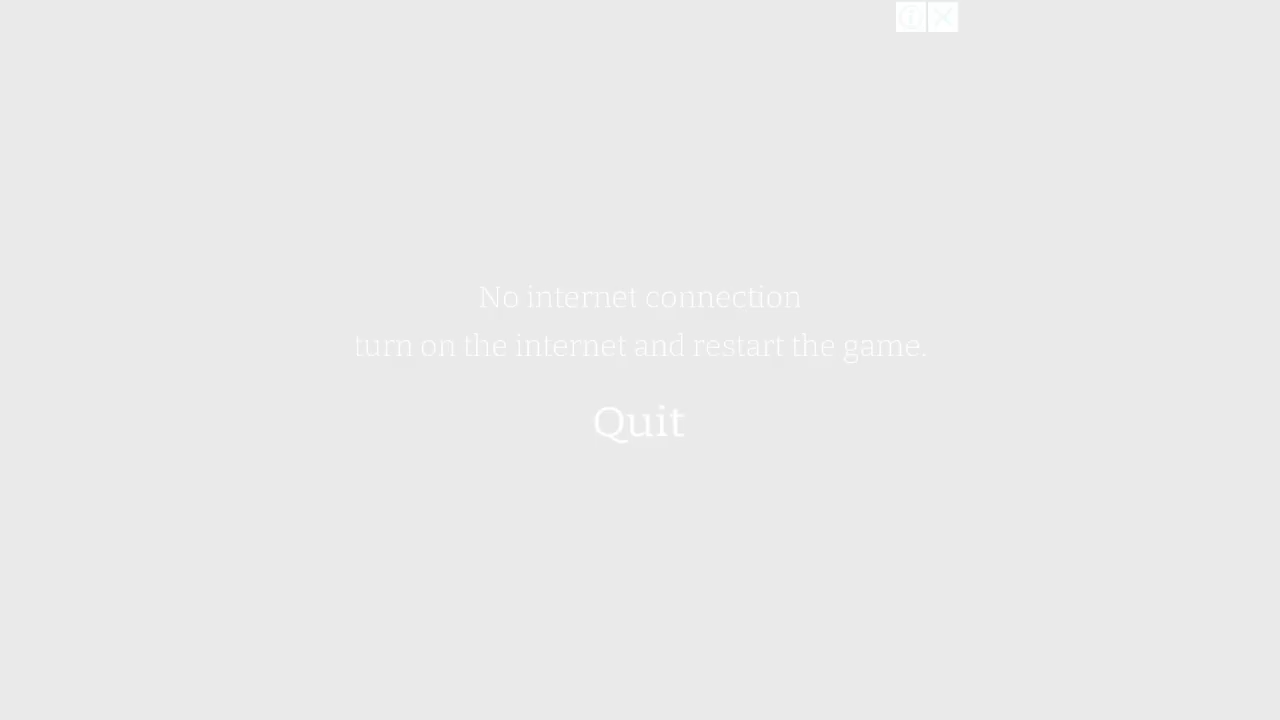 No internet connection
turn on the internet and restart the game.
Quit